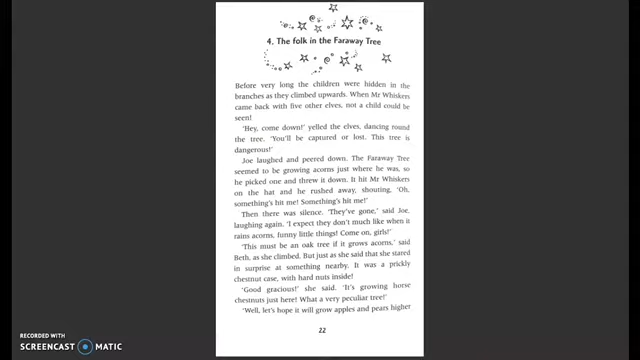 4. The folk in the Faraway Tree
Before very long the children were hidden in the
branches as they climbed upwards. When Mr Whiskers
came back with five other elves, not a child could be
seen!
'Hey, come down!' yelled the elves, dancing round
the tree. 'You'll be captured or lost. This tree is
dangerous!'
Joe laughed and peered down. The Faraway Tree
seemed to be growing acorns just where he was, so
he picked one and threw it down. It hit Mr Whiskers
on the hat and he rushed away, shouting, 'Oh,
something's hit me! Something's hit me!'
Then there was silence. 'They've gone,' said Joe,
laughing again. 'I expect they don't much like when it
rains acorns, funny little things! Come on, girls!'
'This must be an oak tree if it grows acorns,' said
Beth, as she climbed. But just as she said that she stared
in surprise at something nearby. It was a prickly
chestnut case, with hard nuts inside!
'Good gracious!' she said. 'It's growing horse
chestnuts just here! What a very peculiar tree!'
'Well, let's hope it will grow apples and pears higher
22
RECORDED WITH
SCREENCAST MATIC